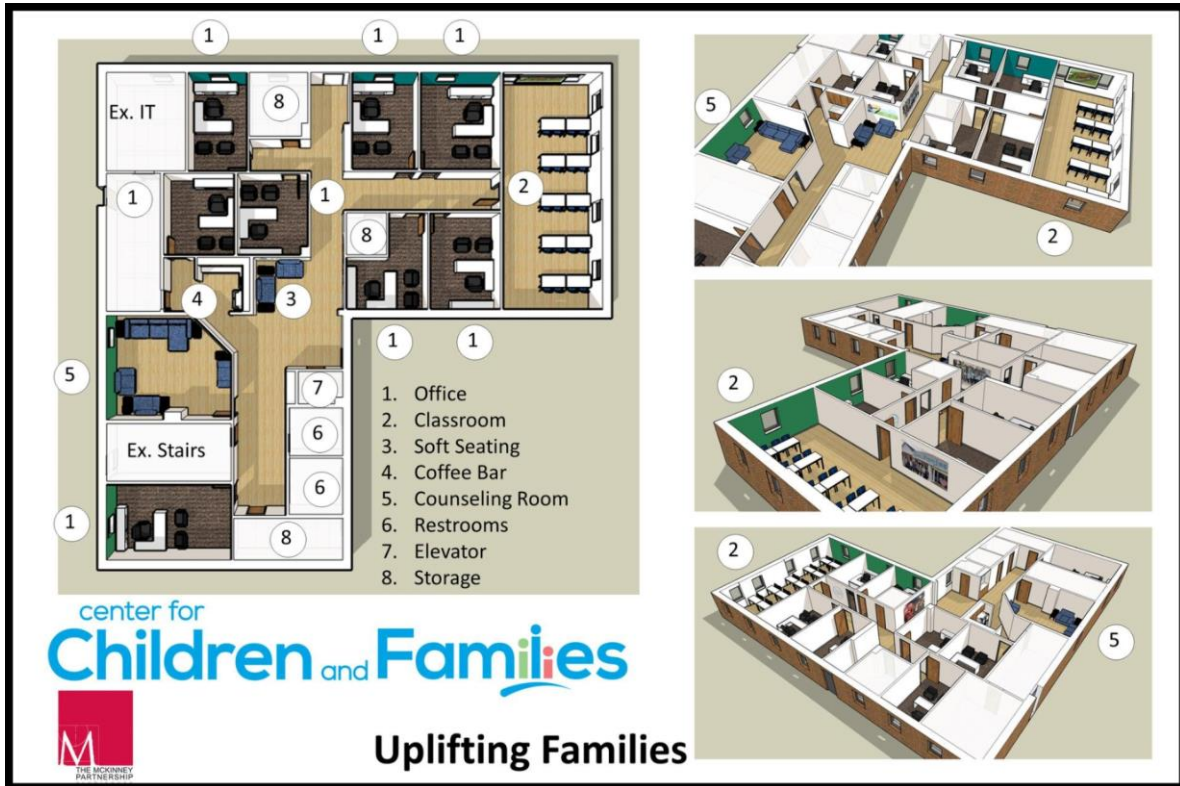 1
1
1
Ex. IT
8
1
1
2
8
4
3
5
1
1
7
6
Ex. Stairs
6
1
8
1. Office
2. Classroom
3. Soft Seating
4. Coffee Bar
5. Counseling Room
6. Restrooms
7. Elevator
8. Storage
5
2
2
2
5
center for
Children and Families
M
THE MCKINNEY
PARTNERSHIP
Uplifting Families